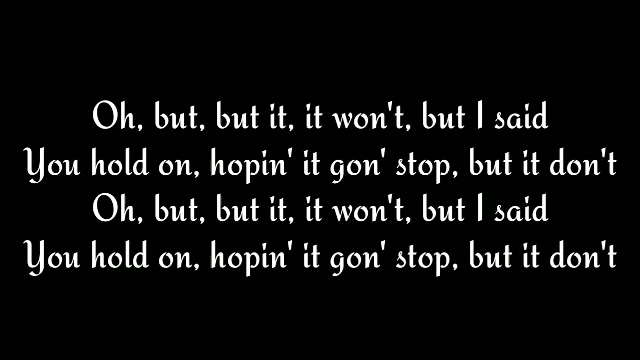 Oh, but, but it, it won't, but I said
You hold on, hopin' it gon' stop, but it don't
Oh, but, but it, it won't, but I said
You hold on, hopin' it gon' stop, but it don't